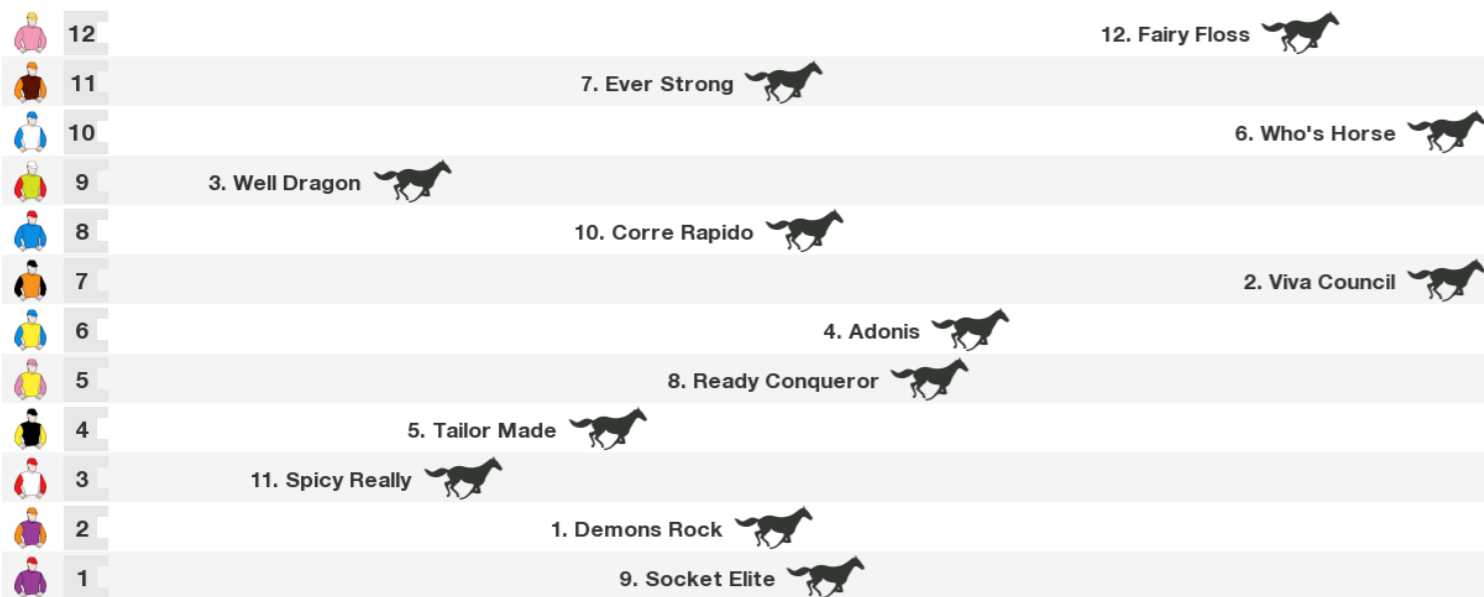 12 12. Fairy Floss
11 7. Ever Strong
10 6. Who's Horse
9 3. Well Dragon
8 10. Corre Rapido
7 2. Viva Council
6 4. Adonis
5 8. Ready Conqueror
4 5. Tailor Made
3 11. Spicy Really
2 1. Demons Rock
1 9. Socket Elite